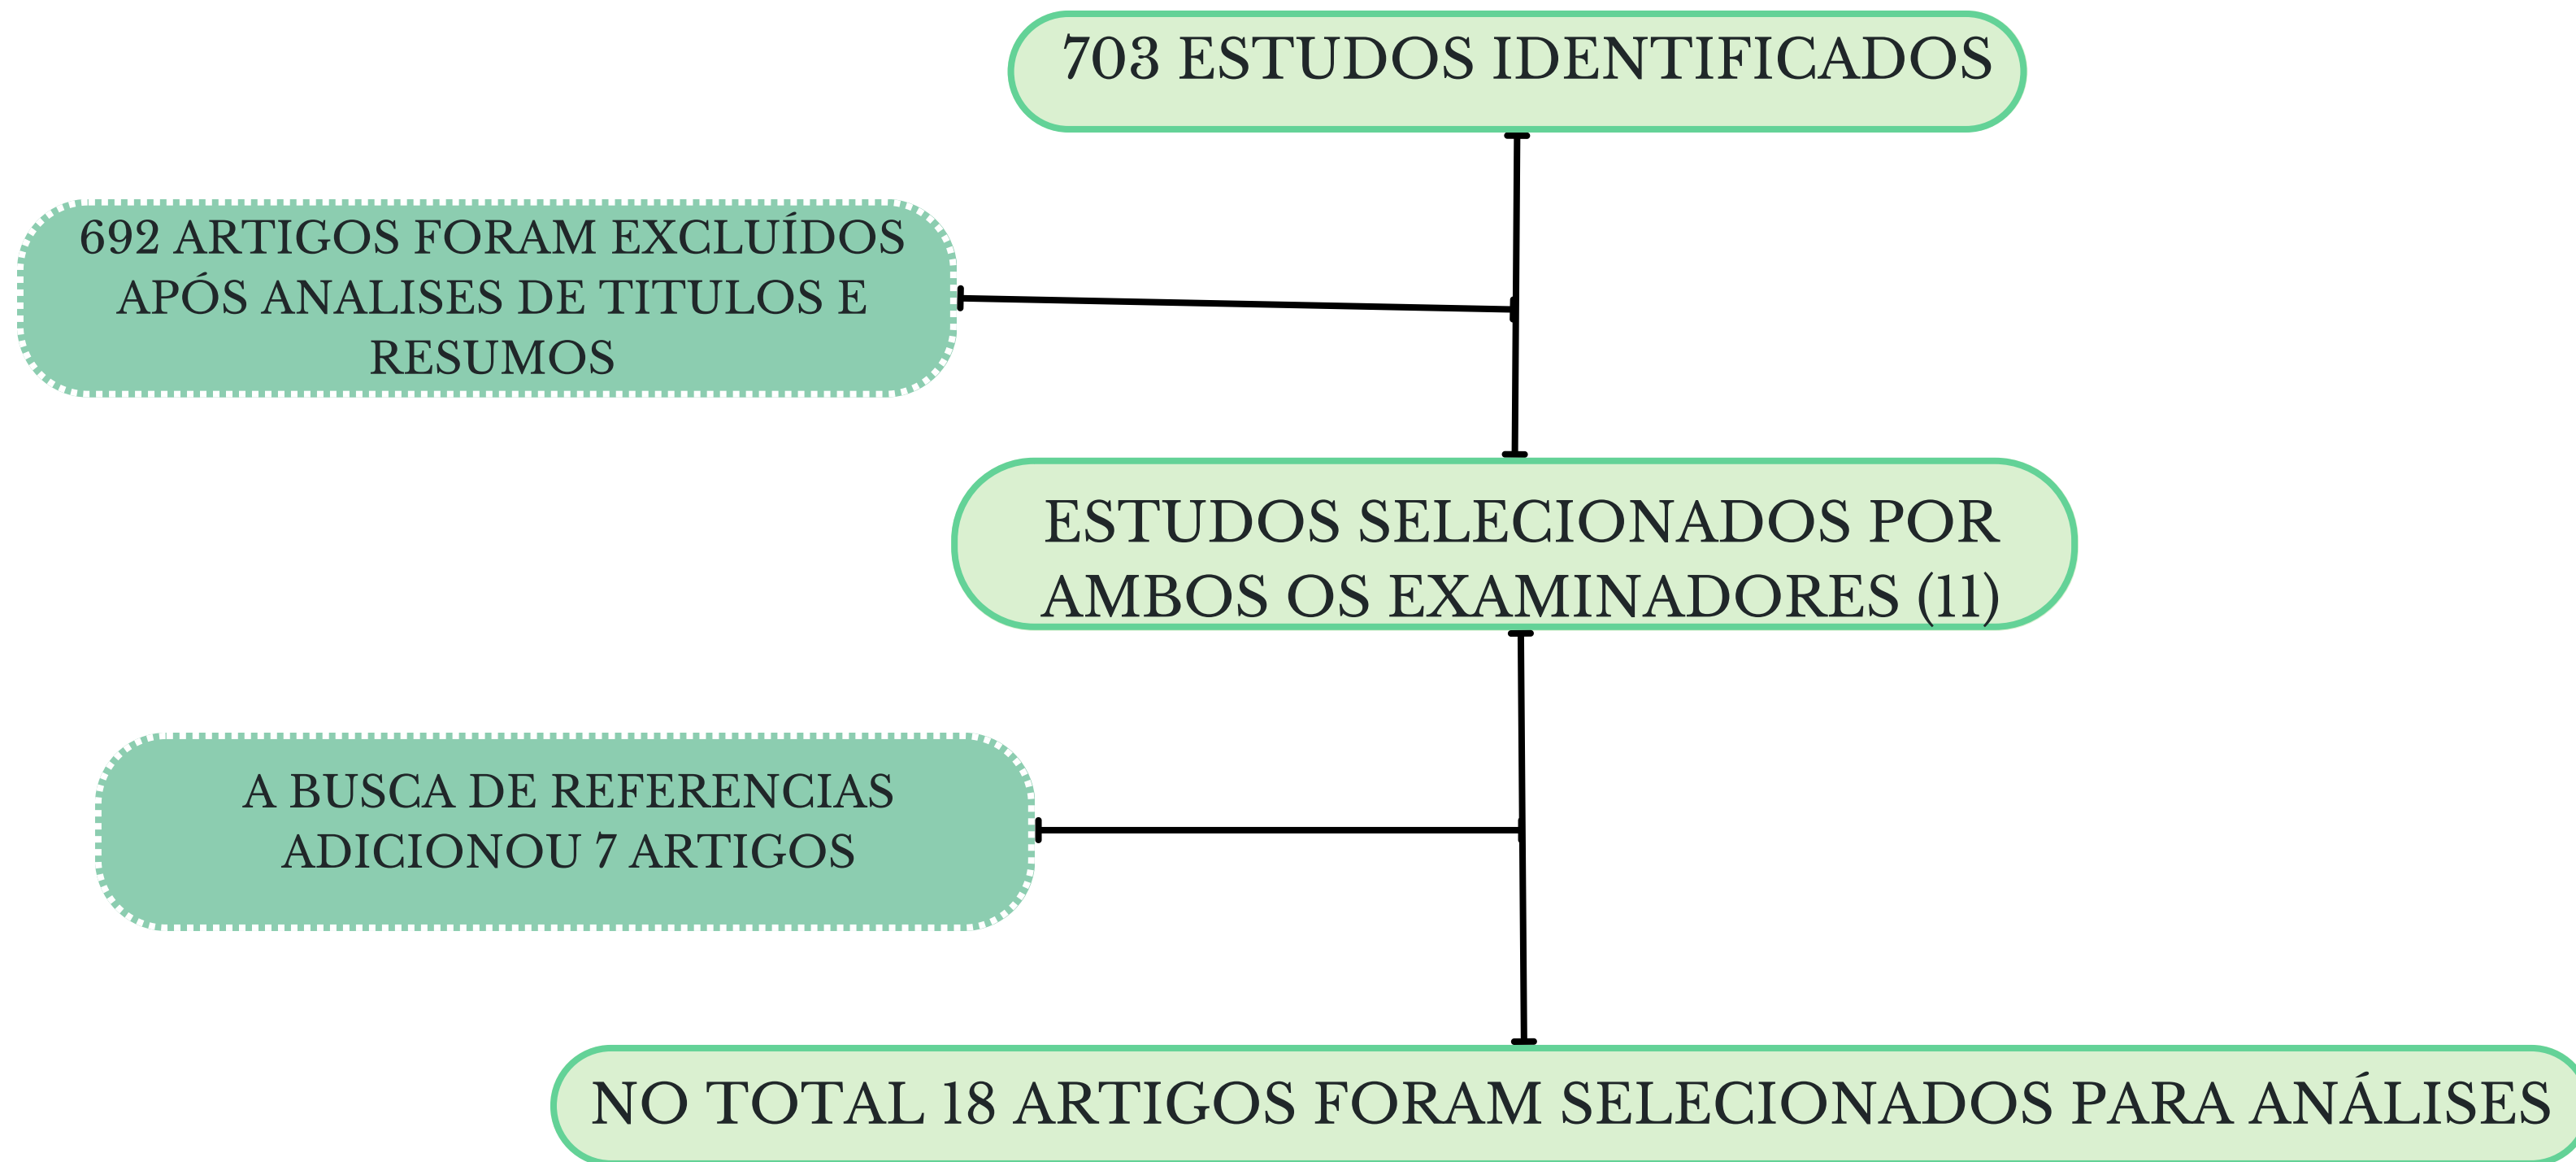 703 ESTUDOS IDENTIFICADOS
692 ARTIGOS FORAM EXCLUÍDOS
APÓS ANALISES DE TITULOS E
RESUMOS
ESTUDOS SELECIONADOS POR
AMBOS OS EXAMINADORES (11)
A BUSCA DE REFERENCIAS
ADICIONOU 7 ARTIGOS
NO TOTAL 18 ARTIGOS FORAM SELECIONADOS PARA ANÁLISES